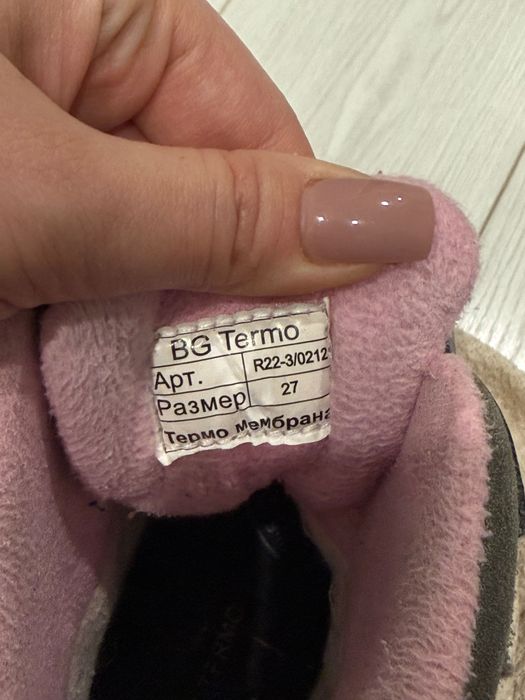 BG Termo
Арт. R22-3/0212
Размер 27
Термо мембрана